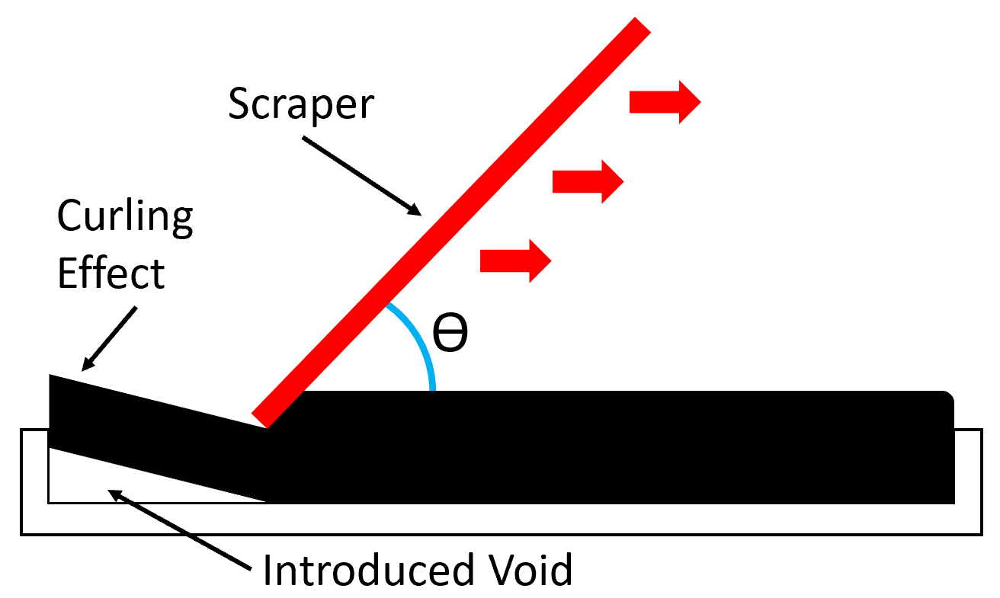 Scraper
Curling
Effect
Ɵ
Introduced Void